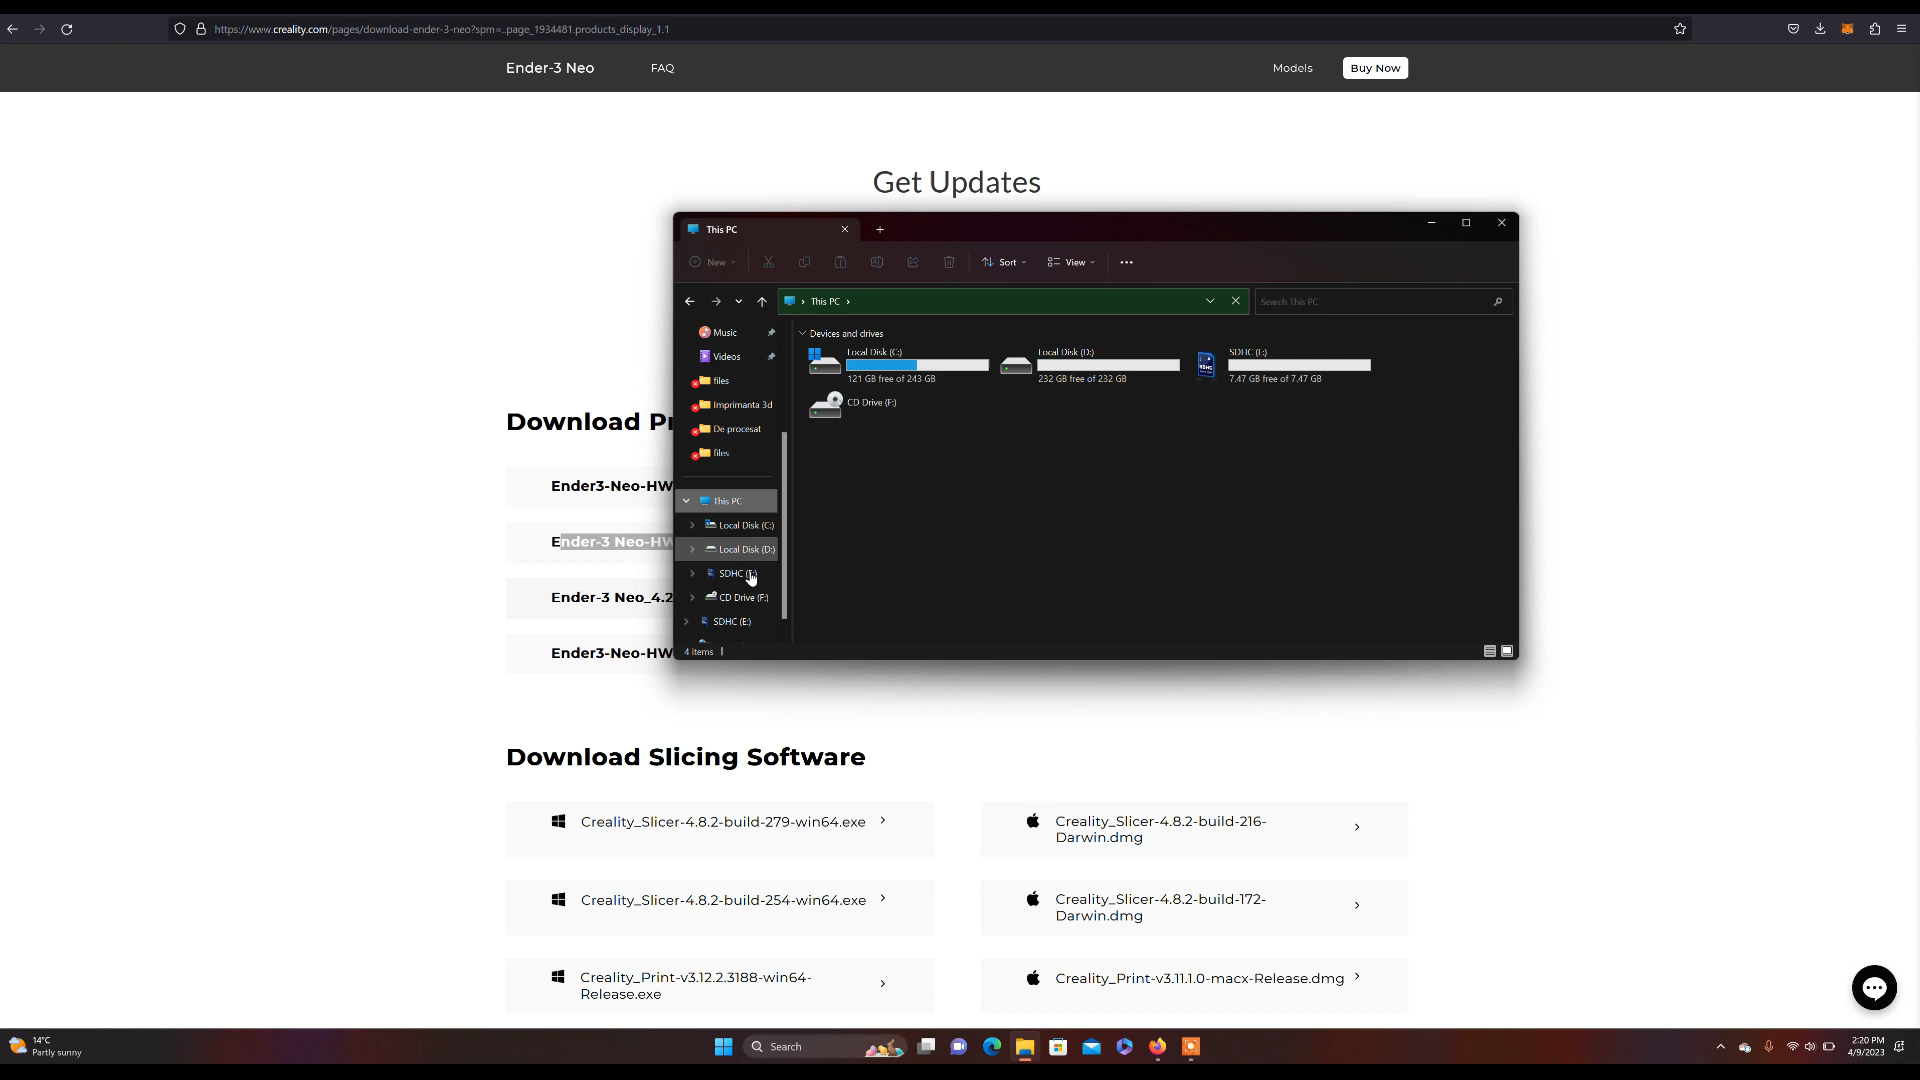 https://www.creality.com/pages/download-ender-3-neo?spm=..page_1934481.products_display_1.1
Ender-3 Neo
FAQ
Models
Buy Now
Get Updates
This PC
New
Sort
View
This PC
Search This PC
Music
Videos
files
Imprimanta 3d
De procesat
files
This PC
Local Disk (C:)
Local Disk (D:)
SDHC
CD Drive (F:)
SDHC (E:)
4 items
Devices and drives
Local Disk (C:)
121 GB free of 243 GB
Local Disk (D:)
232 GB free of 232 GB
SDHC (E:)
7.47 GB free of 7.47 GB
CD Drive (F:)
Download
Ender3-Neo-HW
Ender-3 Neo-HW
Ender-3 Neo_4.2
Ender3-Neo-HW
Download Slicing Software
Creality_Slicer-4.8.2-build-279-win64.exe
Creality_Slicer-4.8.2-build-216-
Darwin.dmg
Creality_Slicer-4.8.2-build-254-win64.exe
Creality_Slicer-4.8.2-build-172-
Darwin.dmg
Creality_Print-v3.12.2.3188-win64-
Release.exe
Creality_Print-v3.11.1.0-macx-Release.dmg
14°C
Partly sunny
Search
2:20 PM
4/9/2023